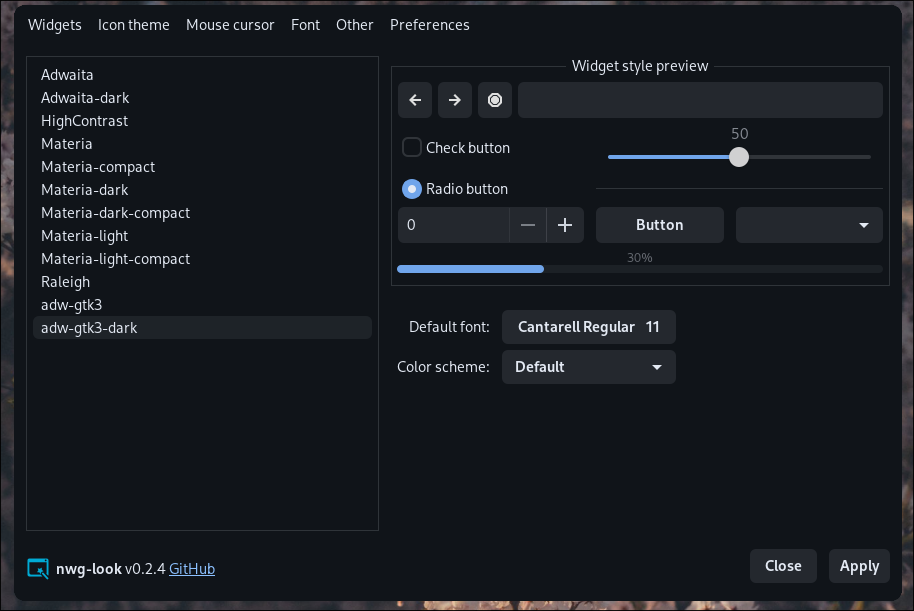 Widgets Icon theme Mouse cursor Font Other Preferences
Adwaita
Adwaita-dark
HighContrast
Materia
Materia-compact
Materia-dark
Materia-dark-compact
Materia-light
Materia-light-compact
Raleigh
adw-gtk3
adw-gtk3-dark
Widget style preview
50
Check button
Radio button
0 Button
30%
Default font: Cantarell Regular 11
Color scheme: Default
nwg-look v0.2.4 GitHub
Close Apply